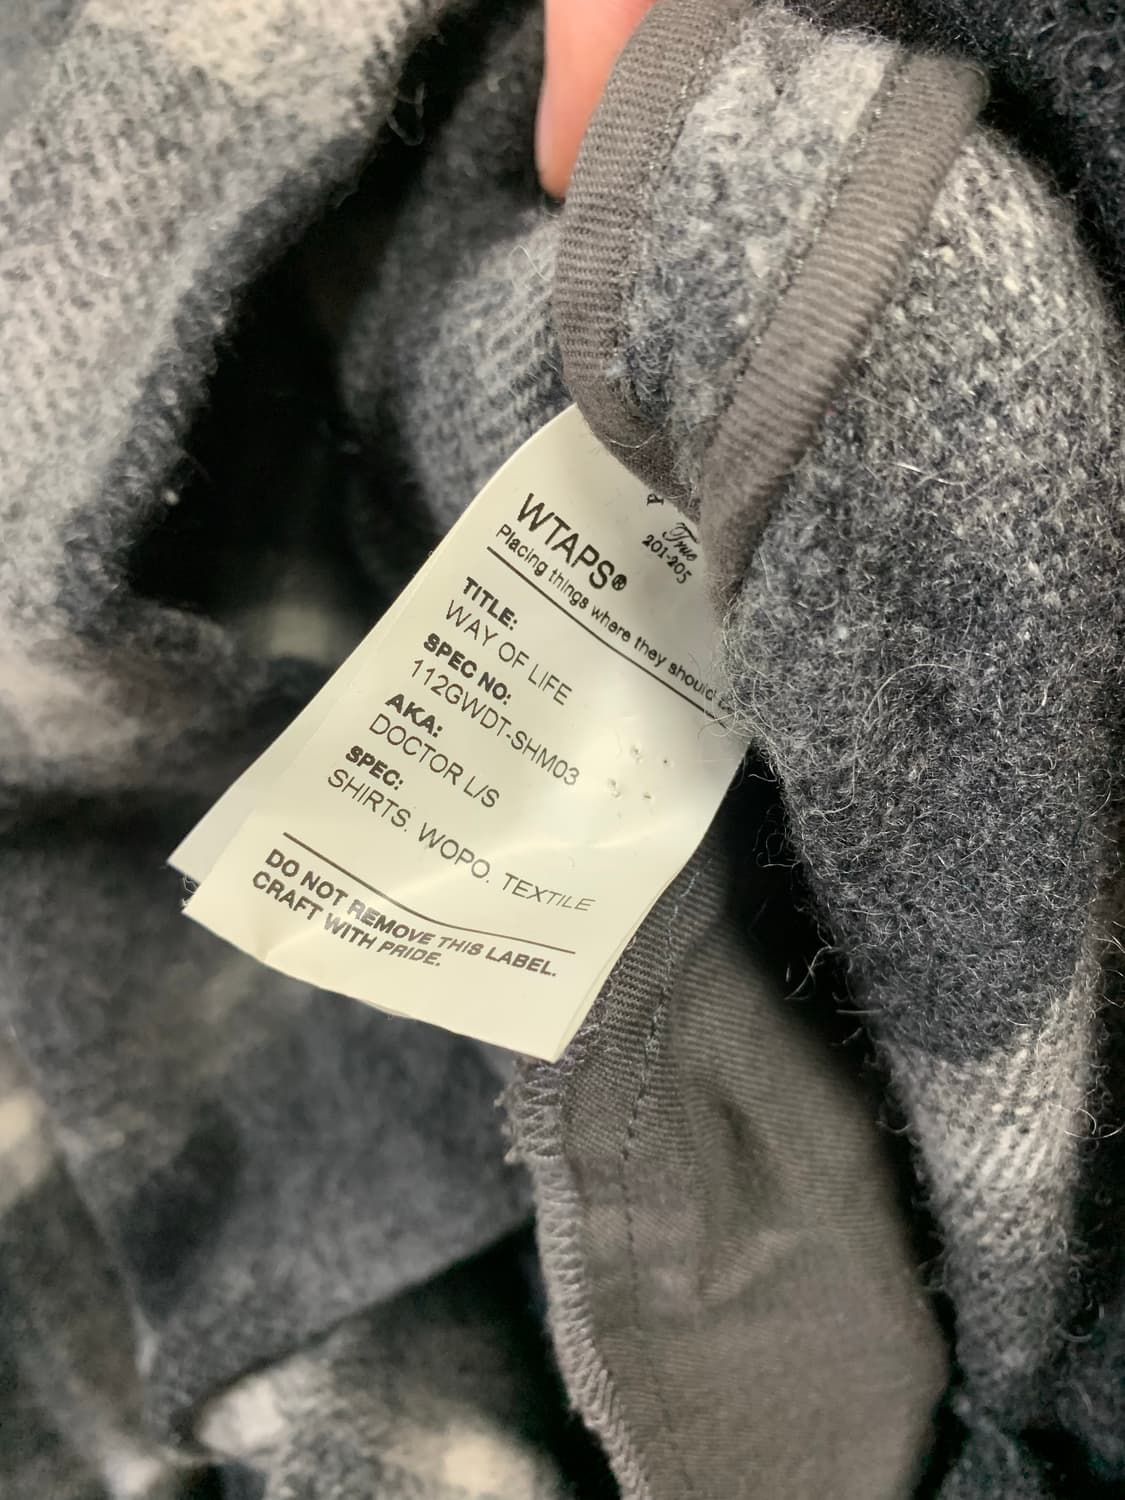 WTAPS®
Placing things where they should
TITLE:
WAY OF LIFE
SPEC NO:
112GWDT-SHM03
AKA:
DOCTOR L/S
SPEC:
SHIRTS. WOPO. TEXTILE
DO NOT REMOVE THIS LABEL.
CRAFT WITH PRIDE.
True
201-205